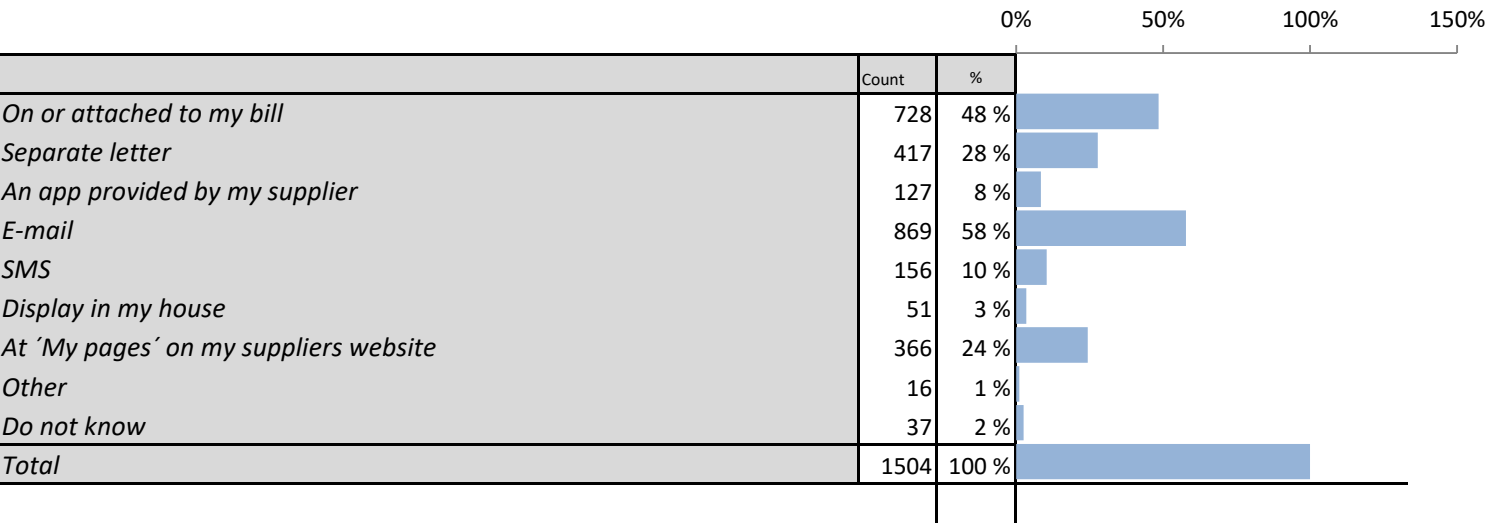 0% 50% 100% 150%
Count %
On or attached to my bill 728 48 %
Separate letter 417 28 %
An app provided by my supplier 127 8 %
E-mail 869 58 %
SMS 156 10 %
Display in my house 51 3 %
At ´My pages´ on my suppliers website 366 24 %
Other 16 1 %
Do not know 37 2 %
Total 1504 100 %